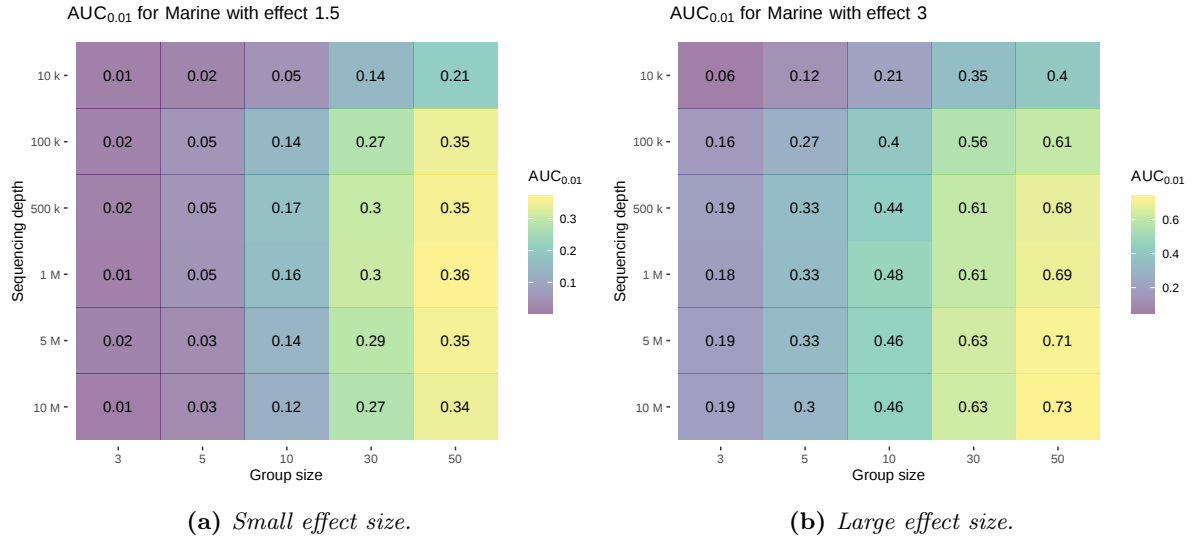 AUC0.01 for Marine with effect 1.5
10 k 0.01 0.02 0.05 0.14 0.21
100 k 0.02 0.05 0.14 0.27 0.35
500 k 0.02 0.05 0.17 0.3 0.35
1 M 0.01 0.05 0.16 0.3 0.36
5 M 0.02 0.03 0.14 0.29 0.35
10 M 0.01 0.03 0.12 0.27 0.34
3 5 10 30 50
Group size
Sequencing depth
AUC0.01
0.3
0.2
0.1
(a) Small effect size.
AUC0.01 for Marine with effect 3
10 k 0.06 0.12 0.21 0.35 0.4
100 k 0.16 0.27 0.4 0.56 0.61
500 k 0.19 0.33 0.44 0.61 0.68
1 M 0.18 0.33 0.48 0.61 0.69
5 M 0.19 0.33 0.46 0.63 0.71
10 M 0.19 0.3 0.46 0.63 0.73
3 5 10 30 50
Group size
Sequencing depth
AUC0.01
0.6
0.4
0.2
(b) Large effect size.